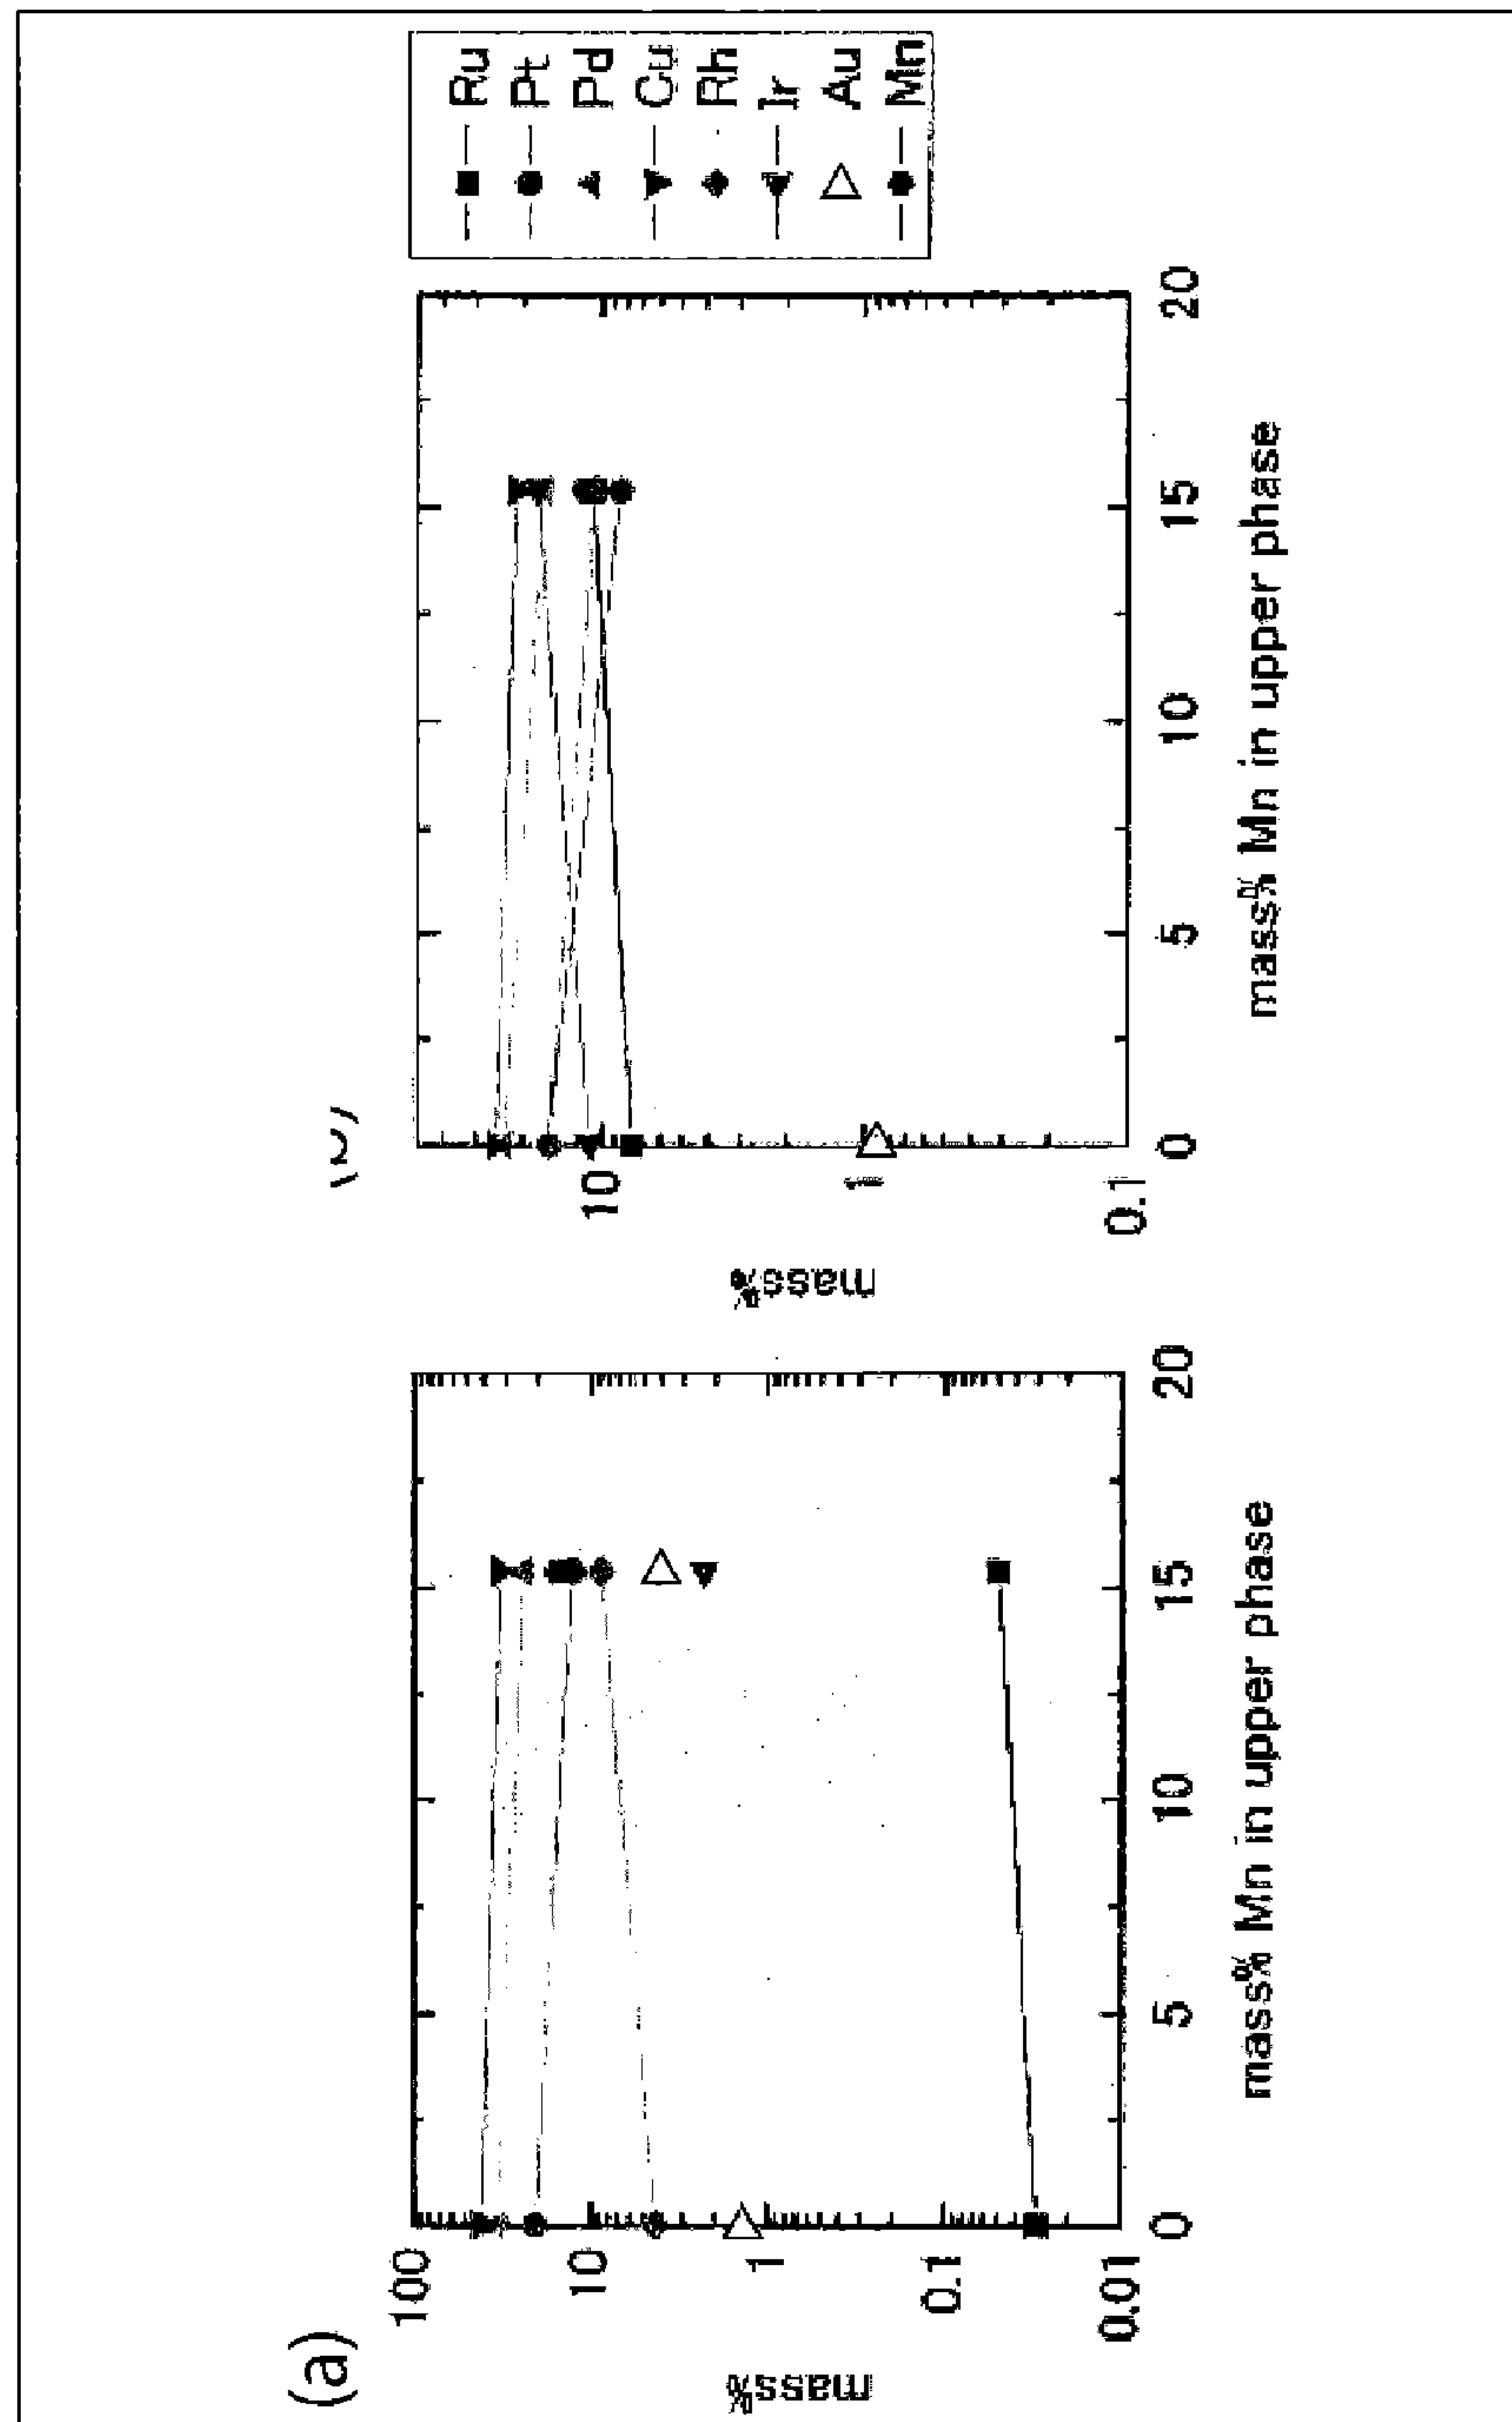 (a)
mass%
100
10
1
0.1
0.01
0
5
10
15
20
mass% Mn in upper phase
mass%
10
1
0.1
0
5
10
15
20
mass% Mn in upper phase
Ru
Pt
Pd
Cu
Rh
Ir
Au
Mn